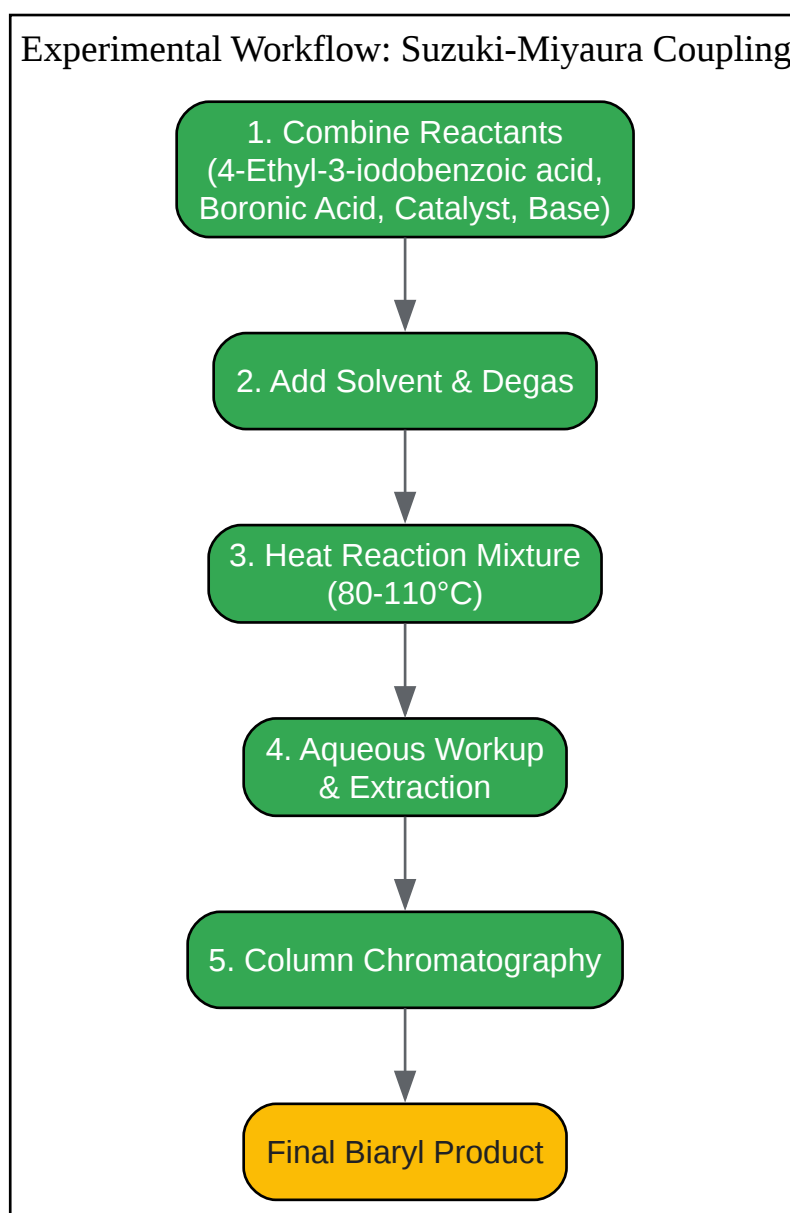 Experimental Workflow: Suzuki-Miyaura Coupling
1. Combine Reactants
(4-Ethyl-3-iodobenzoic acid,
Boronic Acid, Catalyst, Base)
2. Add Solvent & Degas
3. Heat Reaction Mixture
(80-110°C)
4. Aqueous Workup
& Extraction
5. Column Chromatography
Final Biaryl Product